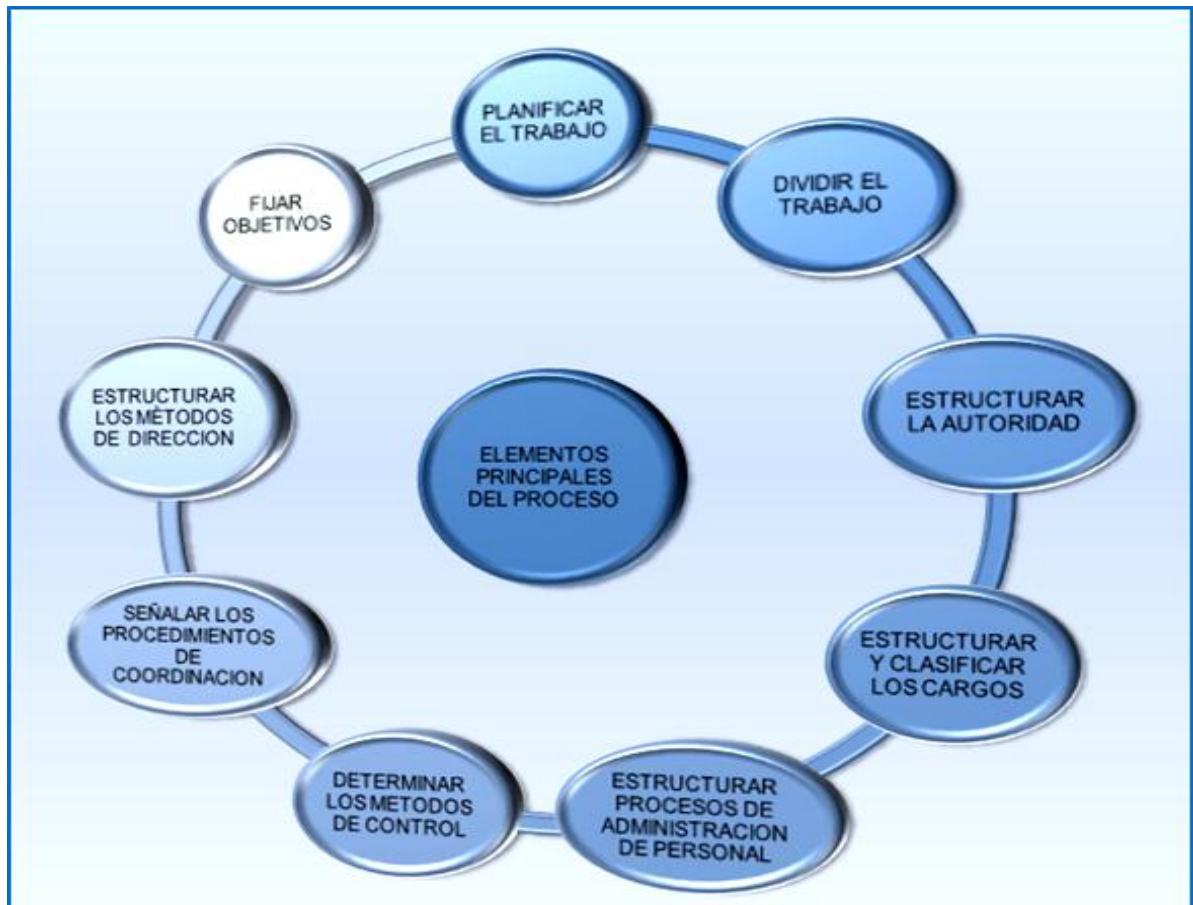 PLANIFICAR
EL TRABAJO
DIVIDIR EL
TRABAJO
ESTRUCTURAR
LA AUTORIDAD
ESTRUCTURAR
Y CLASIFICAR
LOS CARGOS
ESTRUCTURAR
PROCESOS DE
ADMINISTRACION
DE PERSONAL
DETERMINAR
LOS METODOS
DE CONTROL
SEÑALAR LOS
PROCEDIMIENTOS
DE
COORDINACION
ESTRUCTURAR
LOS MÈTODOS
DE DIRECCION
FIJAR
OBJETIVOS
ELEMENTOS
PRINCIPALES
DEL PROCESO